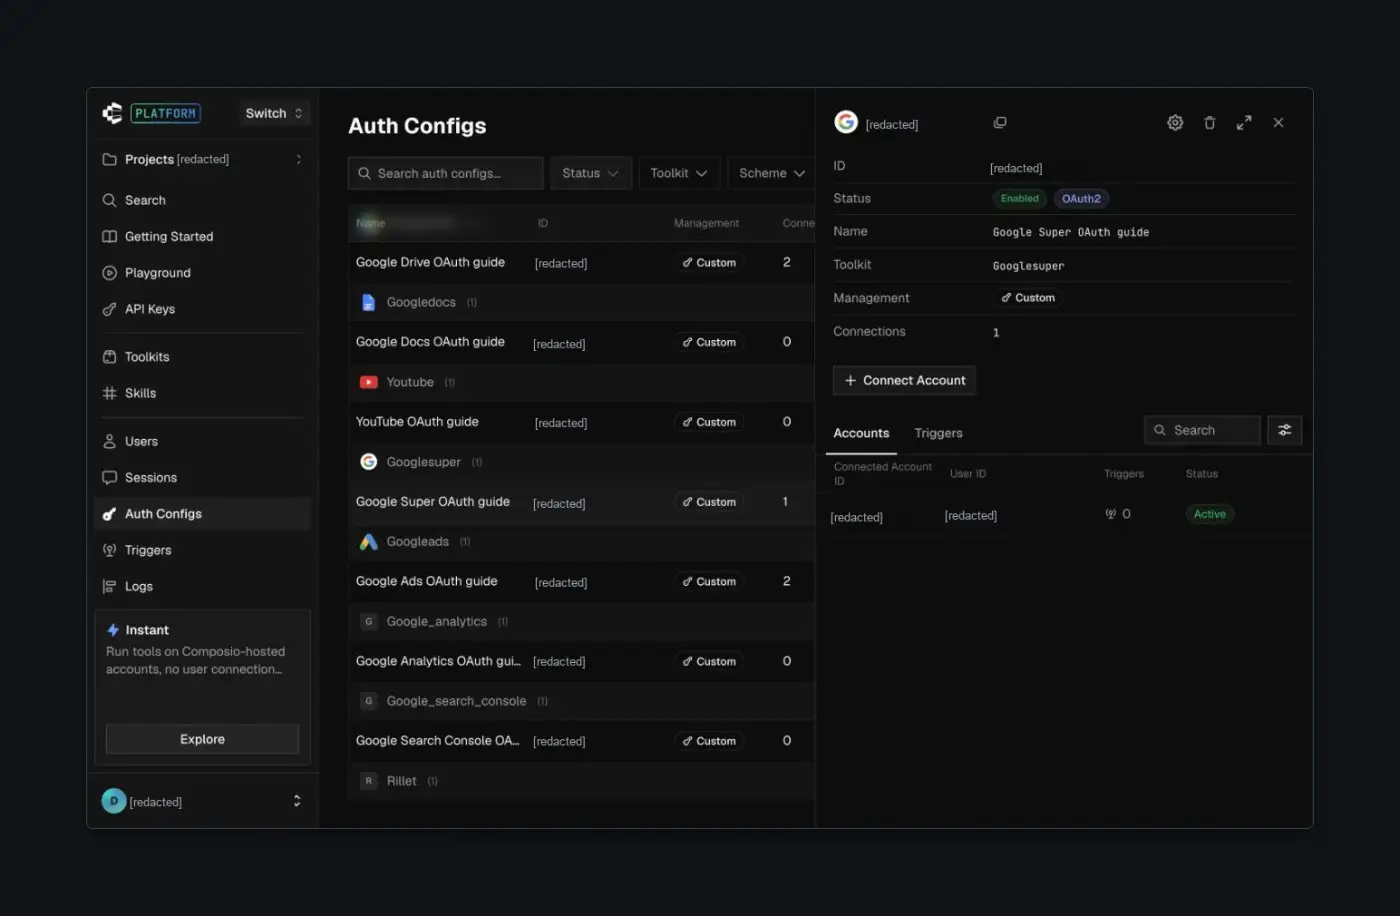 PLATFORM
Switch
Projects [redacted]
Search
Getting Started
Playground
API Keys
Toolkits
Skills
Users
Sessions
Auth Configs
Triggers
Logs
Instant
Run tools on Composio-hosted
accounts, no user connection...
Explore
D [redacted]
Auth Configs
Search auth configs...
Status
Toolkit
Scheme
Name ID Management Conne
Google Drive OAuth guide [redacted] Custom 2
Googledocs (1)
Google Docs OAuth guide [redacted] Custom 0
Youtube (1)
YouTube OAuth guide [redacted] Custom 0
Googlesuper (1)
Google Super OAuth guide [redacted] Custom 1
Googleads (1)
Google Ads OAuth guide [redacted] Custom 2
G Google_analytics (1)
Google Analytics OAuth gui... [redacted] Custom 0
G Google_search_console (1)
Google Search Console OA... [redacted] Custom 0
R Rillet (1)
[redacted]
ID [redacted]
Status Enabled OAuth2
Name Google Super OAuth guide
Toolkit Googlesuper
Management Custom
Connections 1
+ Connect Account
Accounts Triggers Search
Connected Account
ID
User ID Triggers Status
[redacted] [redacted] 0 Active